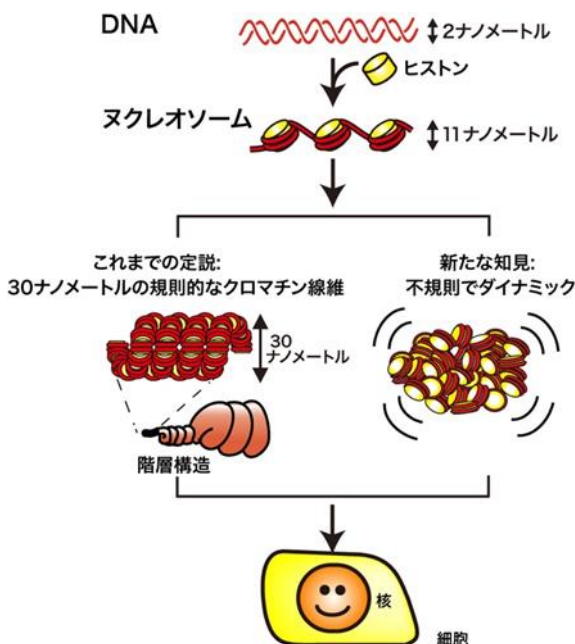 DNA
2ナノメートル
ヒストン
ヌクレオソーム
11ナノメートル
これまでの定説:
30ナノメートルの規則的なクロマチン線維
新たな知見:
不規則でダイナミック
30
ナノメートル
階層構造
核
細胞